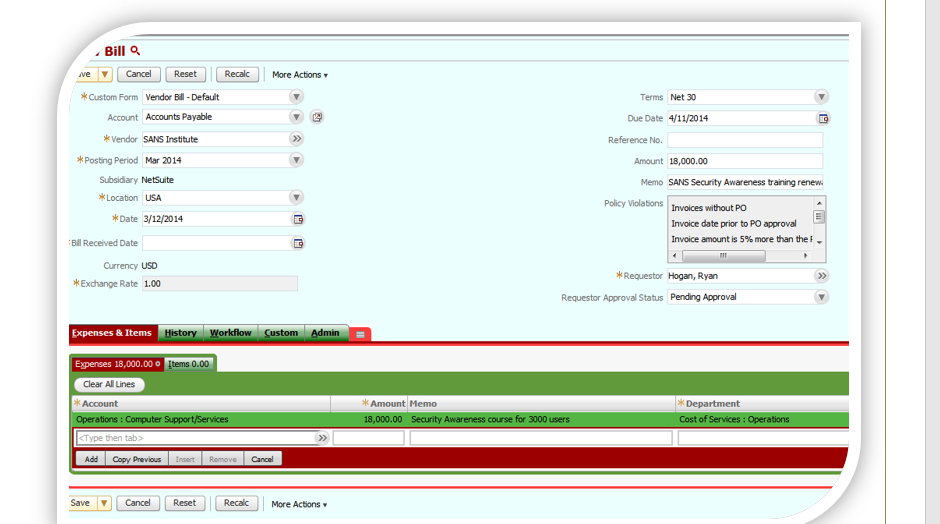 Bill
Cancel Reset Recalc More Actions
*Custom Form Vendor Bill - Default
Account Accounts Payable
*Vendor SANS Institute
*Posting Period Mar 2014
Subsidiary NetSuite
*Location USA
*Date 3/12/2014
Bill Received Date
Currency USD
*Exchange Rate 1.00
Terms Net 30
Due Date 4/11/2014
Reference No.
Amount 18,000.00
Memo SANS Security Awareness training
Policy Violations Invoices without PO
Invoice date prior to PO approval
Invoice amount is 5% more than the
*Requestor Hogan, Ryan
Requestor Approval Status Pending Approval
Expenses & Items History Workflow Custom Admin
Expenses 18,000.00 Items 0.00
Clear All Lines
*Account *Amount Memo *Department
Operations : Computer Support/Services 18,000.00 Security Awareness course for 3000 users Cost of Services : Operations
<Type then tab>
Add Copy Previous Insert Remove Cancel
Save Cancel Reset Recalc More Actions